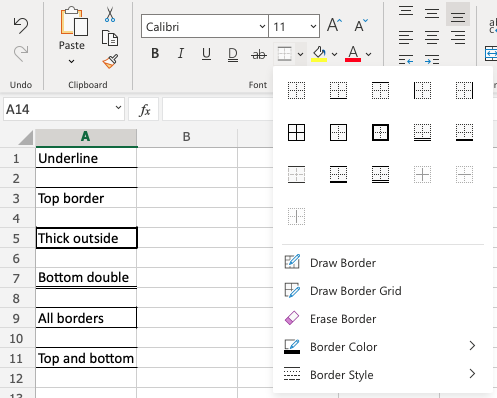 Calibri 11 A A
Paste B I U D ab A
ab
Undo Clipboard Font
A14 fx
A B
1 Underline
2
3 Top border
4
5 Thick outside
6
7 Bottom double
8
9 All borders
10
11 Top and bottom
12
13
Draw Border
Draw Border Grid
Erase Border
Border Color
Border Style